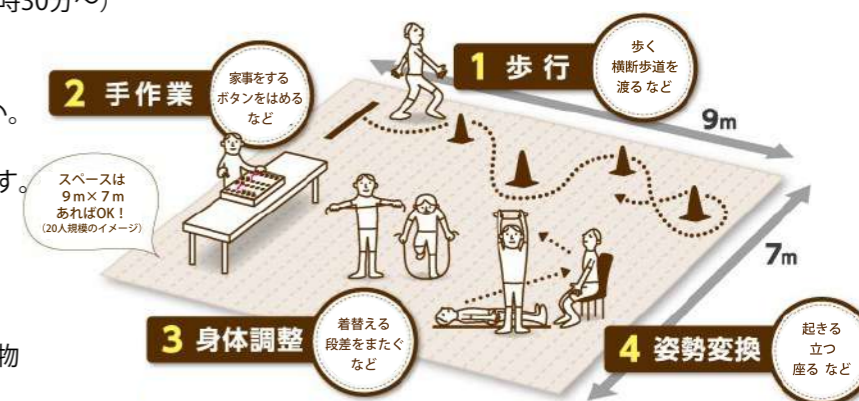 時30分～）
い。
す。
物
1 歩行
歩く
横断歩道を
渡る など
2 手作業
家事をする
ボタンをはめる
など
スペースは
９ｍ×７ｍ
あればOK！
（20人規模のイメージ）
9m
7m
3 身体調整
着替える
段差をまたぐ
など
4 姿勢変換
起きる
立つ
座る など